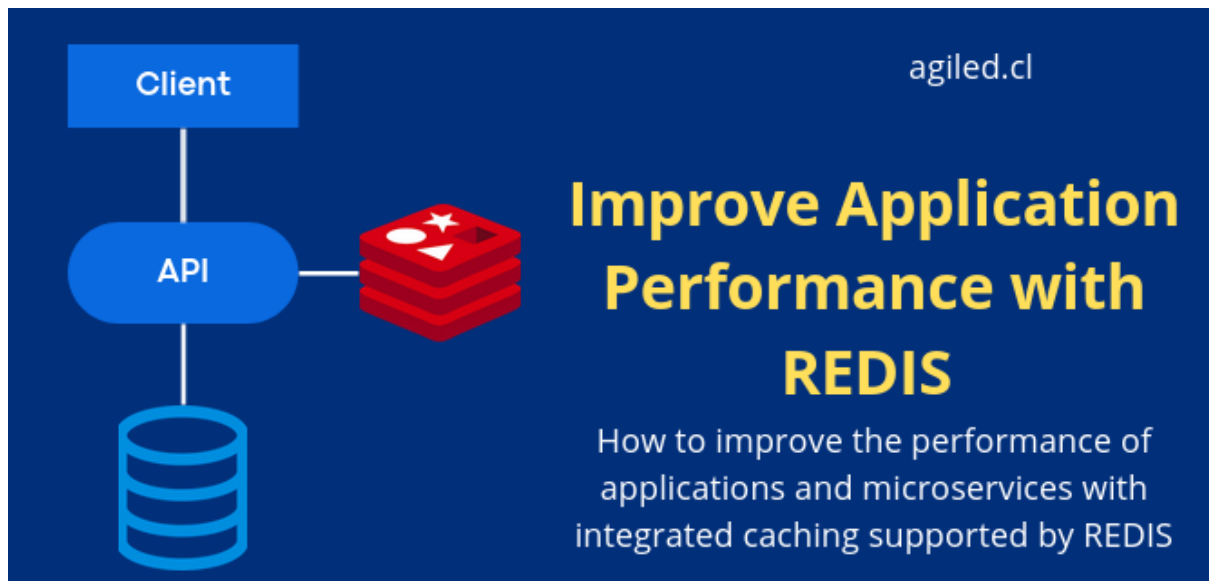 Client
API
agiled.cl
Improve Application
Performance with
REDIS
How to improve the performance of
applications and microservices with
integrated caching supported by REDIS